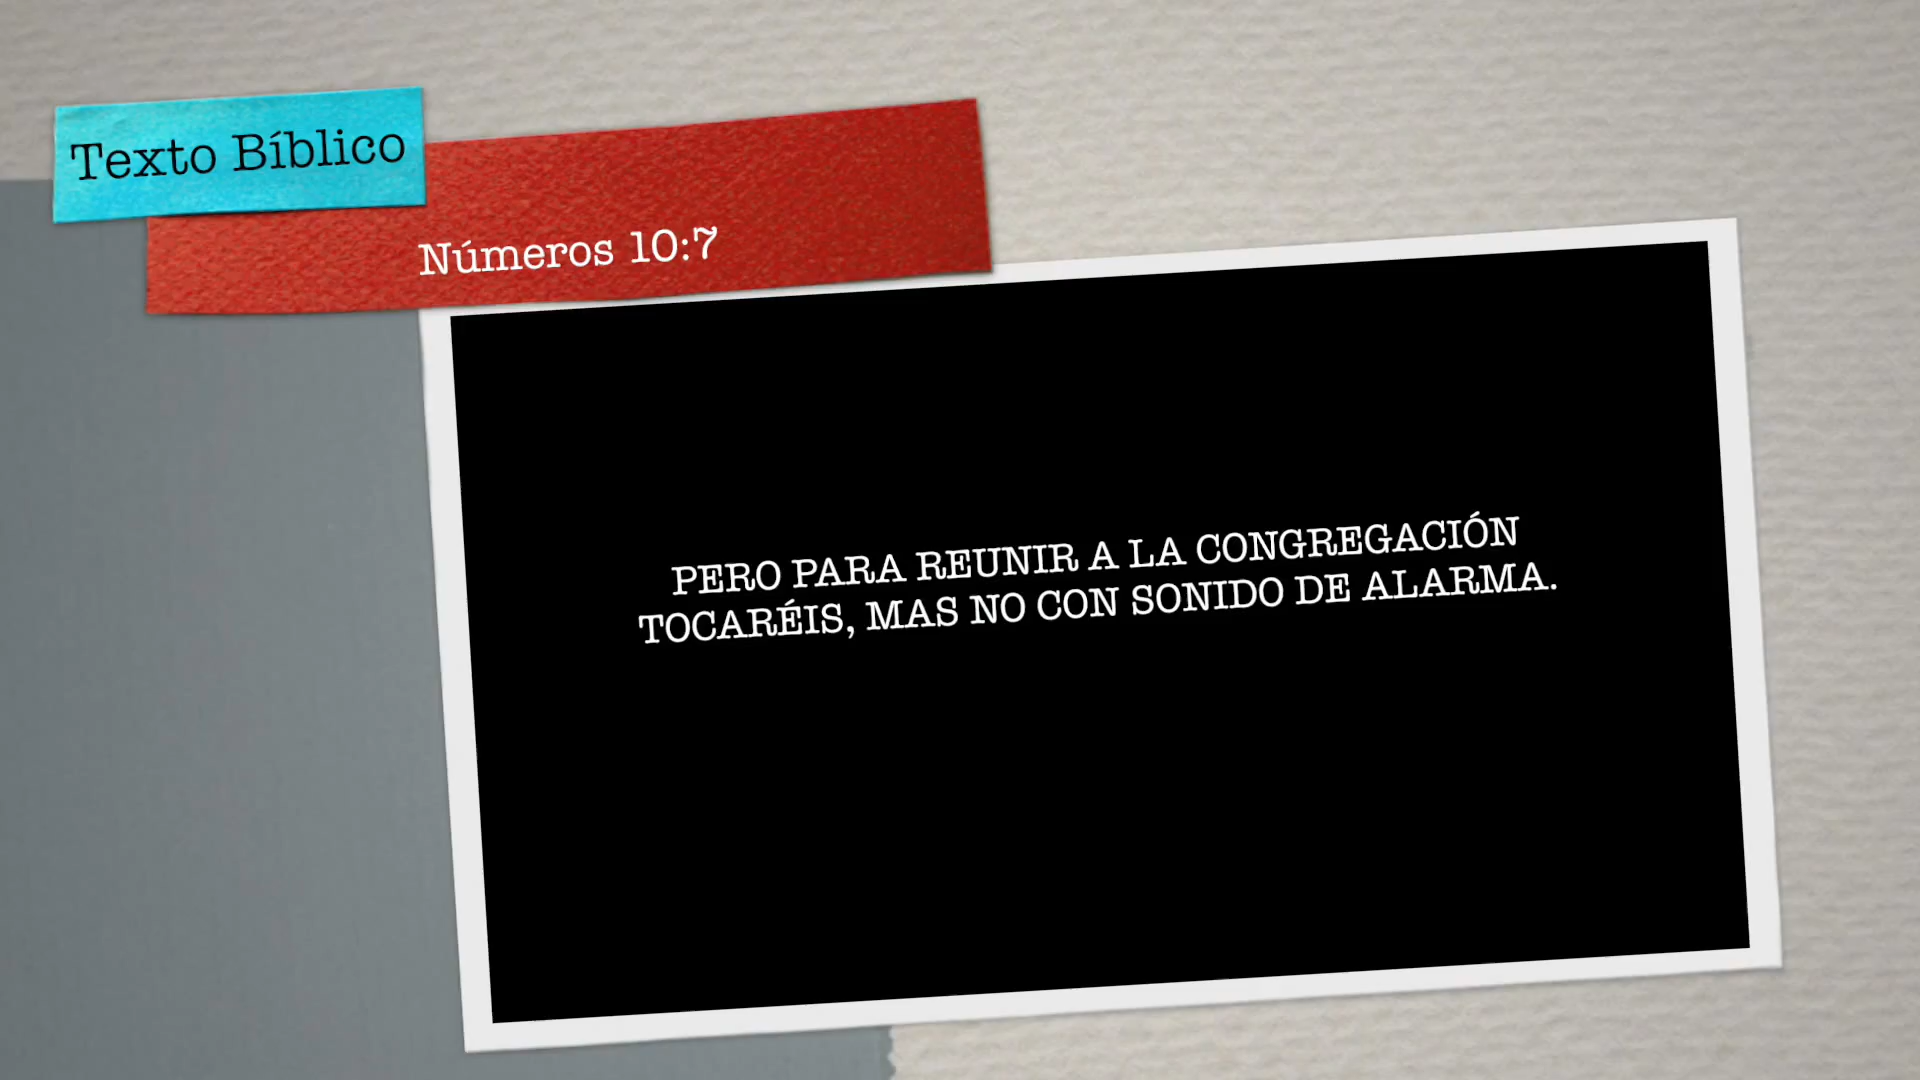 Texto Bíblico
Números 10:7
PERO PARA REUNIR A LA CONGREGACIÓN
TOCARÉIS, MAS NO CON SONIDO DE ALARMA.